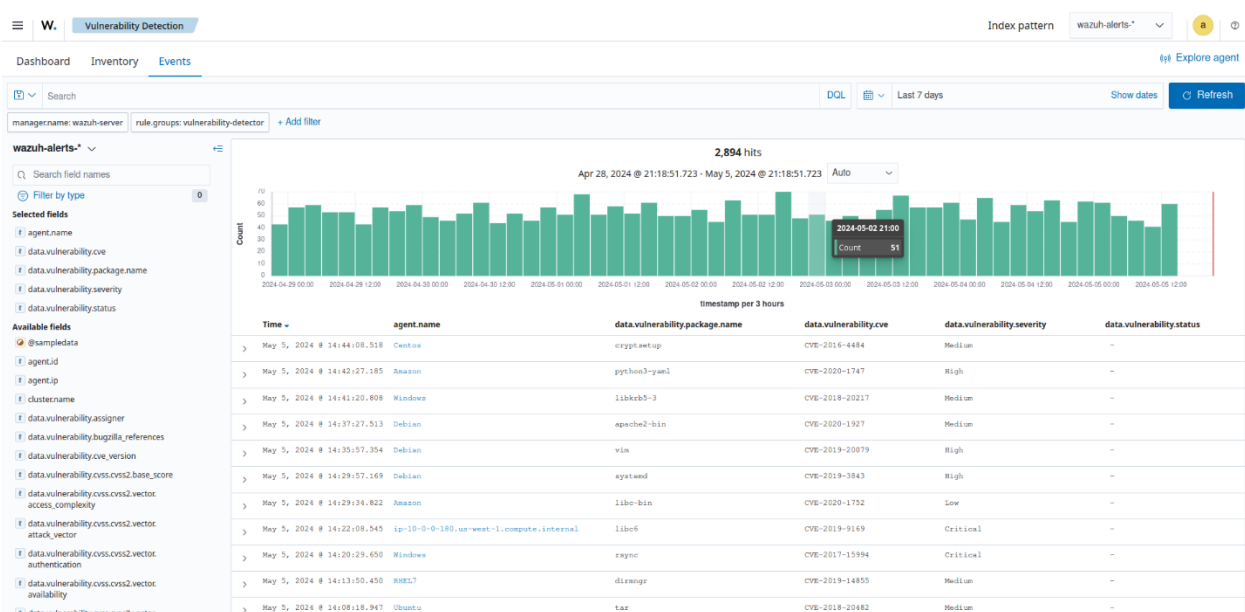 W. Vulnerability Detection Index pattern wazuh-alerts-* a
Dashboard Inventory Events Explore agent
Search DQL Last 7 days Show dates Refresh
manager.name: wazuh-server rule.groups: vulnerability-detector + Add filter
wazuh-alerts-*
Search field names
Filter by type 0
Selected fields
t agent.name
t data.vulnerability.cve
t data.vulnerability.package.name
t data.vulnerability.severity
t data.vulnerability.status
Available fields
@sampledata
t agent.id
t agent.ip
t cluster.name
t data.vulnerability.assigner
t data.vulnerability.bugzilla_references
t data.vulnerability.cve_version
t data.vulnerability.cvss.cvss2.base_score
t data.vulnerability.cvss.cvss2.vector.
access_complexity
t data.vulnerability.cvss.cvss2.vector.
attack_vector
t data.vulnerability.cvss.cvss2.vector.
authentication
t data.vulnerability.cvss.cvss2.vector.
availability
2,894 hits
Apr 28, 2024 @ 21:18:51.723 - May 5, 2024 @ 21:18:51.723 Auto
Count
70
60
50
40
30
20
10
0
2024-05-02 21:00
Count 51
2024-04-29 00:00 2024-04-29 12:00 2024-04-30 00:00 2024-04-30 12:00 2024-05-01 00:00 2024-05-01 12:00 2024-05-02 00:00 2024-05-02 12:00 2024-05-03 00:00 2024-05-03 12:00 2024-05-04 00:00 2024-05-04 12:00 2024-05-05 00:00 2024-05-05 12:00
timestamp per 3 hours
Time agent.name data.vulnerability.package.name data.vulnerability.cve data.vulnerability.severity data.vulnerability.status
May 5, 2024 @ 14:44:08.518 Centos cryptsetup CVE-2016-4484 Medium -
May 5, 2024 @ 14:42:27.185 Amazon python3-yaml CVE-2020-1747 High -
May 5, 2024 @ 14:41:20.808 Windows libkrb5-3 CVE-2018-20217 Medium -
May 5, 2024 @ 14:37:27.513 Debian apache2-bin CVE-2020-1927 Medium -
May 5, 2024 @ 14:35:57.354 Debian vim CVE-2019-20079 High -
May 5, 2024 @ 14:29:57.169 Debian systemd CVE-2019-3843 High -
May 5, 2024 @ 14:29:34.822 Amazon libc-bin CVE-2020-1752 Low -
May 5, 2024 @ 14:22:08.545 ip-10-0-0-180.us-west-1.compute.internal libc6 CVE-2019-9169 Critical -
May 5, 2024 @ 14:20:29.650 Windows rsync CVE-2017-15994 Critical -
May 5, 2024 @ 14:13:50.450 RHEL7 dirmngr CVE-2019-14855 Medium -
May 5, 2024 @ 14:08:18.947 Ubuntu tar CVE-2018-20482 Medium -